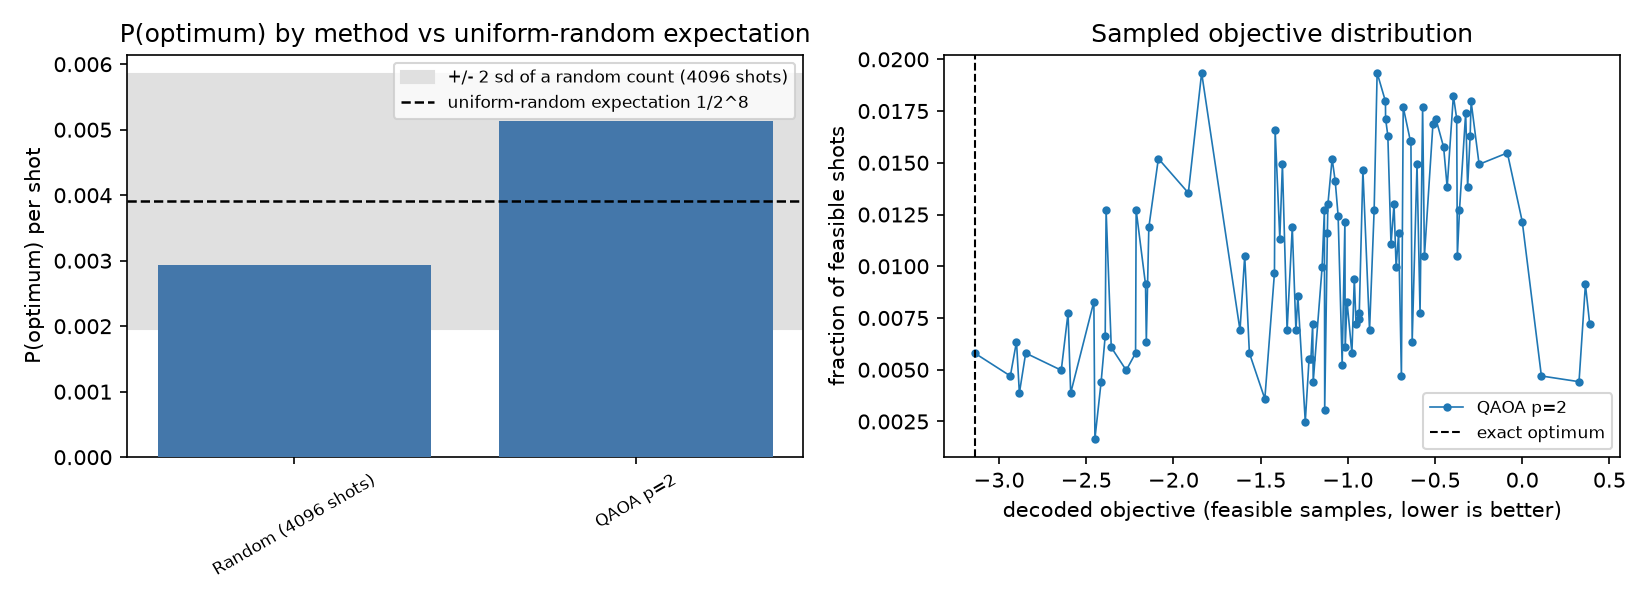 P(optimum) by method vs uniform-random expectation
P(optimum) per shot
0.006
0.005
0.004
0.003
0.002
0.001
0.000
+/- 2 sd of a random count (4096 shots)
uniform-random expectation 1/2^8
Random (4096 shots)
QAOA p=2
Sampled objective distribution
fraction of feasible shots
0.0200
0.0175
0.0150
0.0125
0.0100
0.0075
0.0050
0.0025
QAOA p=2
exact optimum
−3.0 −2.5 −2.0 −1.5 −1.0 −0.5 0.0 0.5
decoded objective (feasible samples, lower is better)